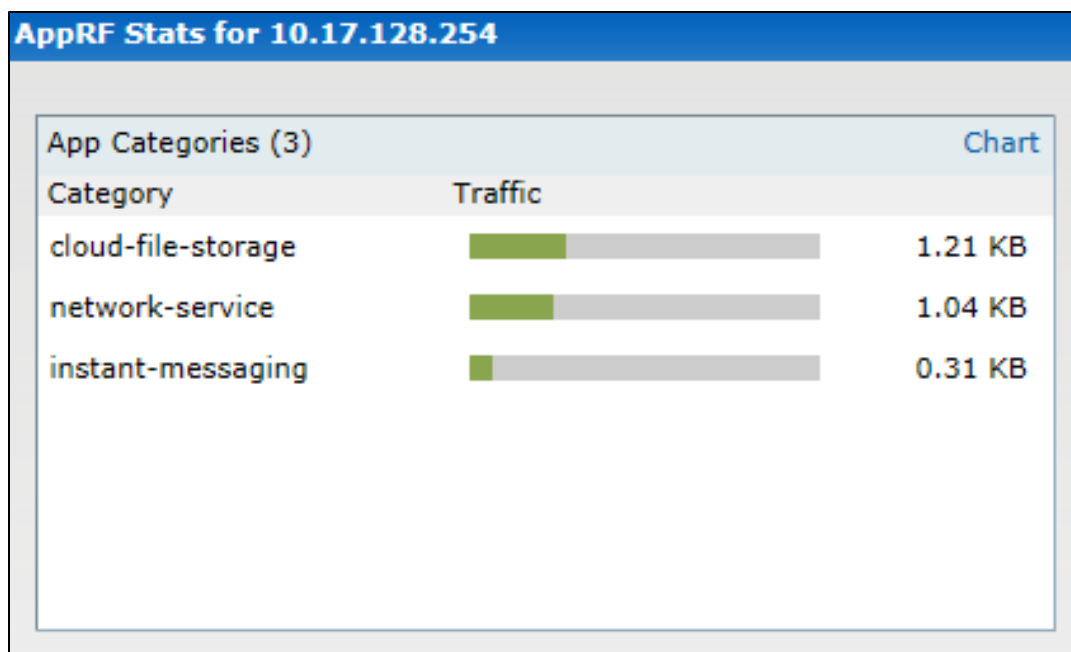 AppRF Stats for 10.17.128.254
App Categories (3) Chart
Category Traffic
cloud-file-storage 1.21 KB
network-service 1.04 KB
instant-messaging 0.31 KB